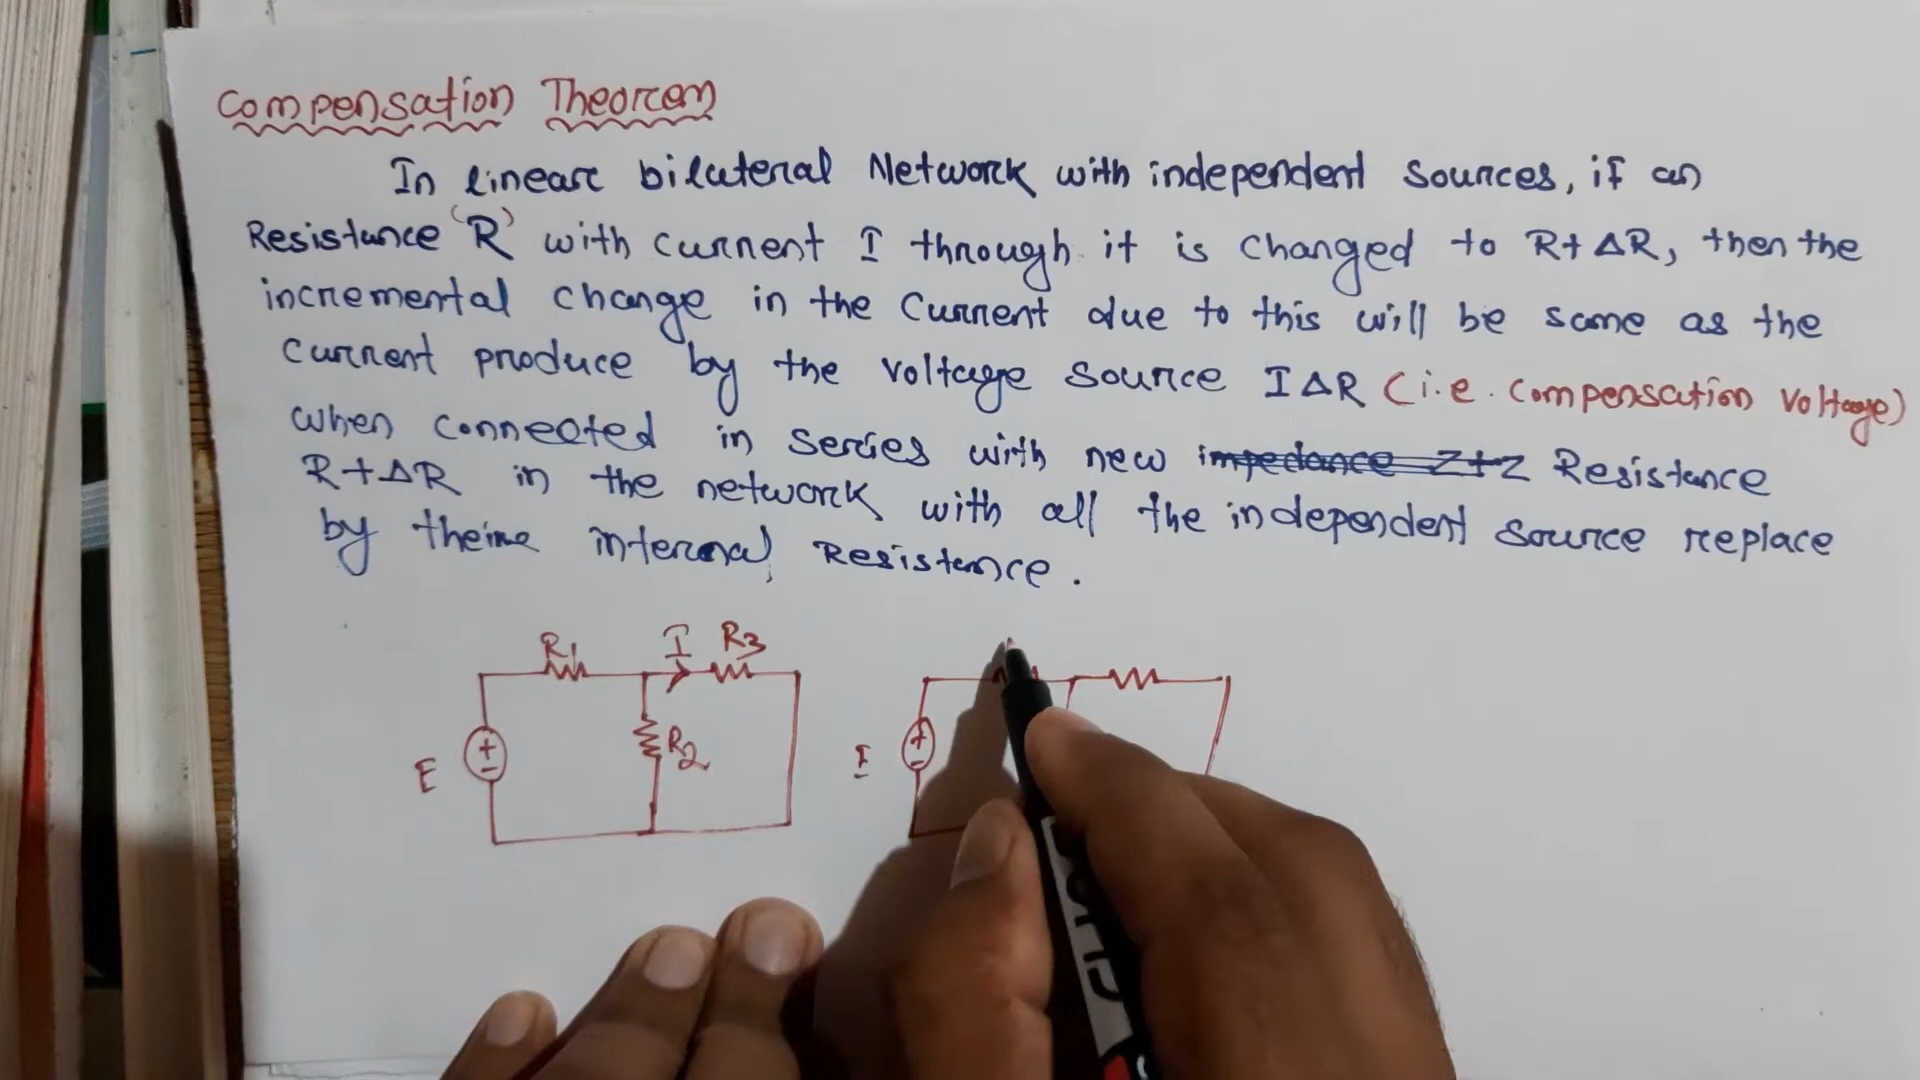 Compensation Theorem
In linear bilateral Network with independent sources, if an
Resistance 'R' with current I through it is changed to R+ΔR, then the
incremental change in the current due to this will be same as the
current produce by the voltage source IΔR (i.e. compensation voltage)
when connected in series with new impedance Z+Z Resistance
R+ΔR in the network with all the independent source replace
by internal Resistance.
R1 I R3
R2
E